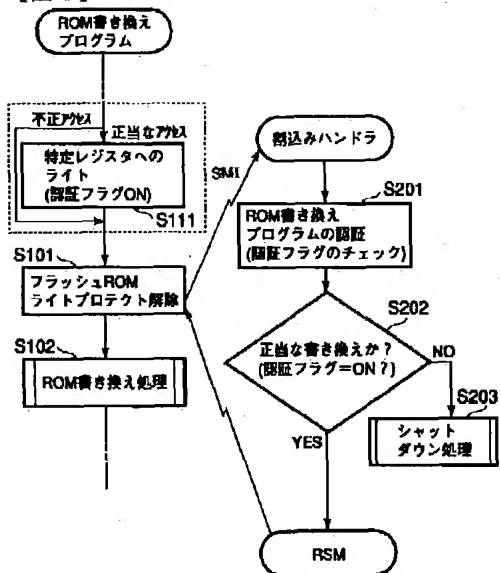 ROM書き換え
プログラム
不正アクセス
正当なアクセス
特定レジスタへの
ライト
(認証フラグON)
S111
S101
フラッシュROM
ライトプロテクト解除
S102
ROM書き換え処理
SMI
割込みハンドラ
S201
ROM書き換え
プログラムの認証
(認証フラグのチェック)
S202
正当な書き換えか?
(認証フラグ=ON?)
NO
S203
シャット
ダウン処理
YES
RSM